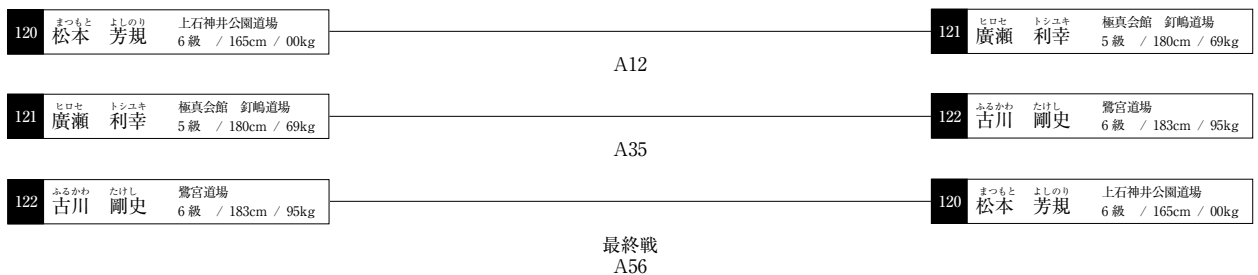 120 まつもと よしのり 松本 芳規 上石神井公園道場 6級 / 165cm / 00kg
121 ヒロセ トシユキ 廣瀬 利幸 極真会館 釘嶋道場 5級 / 180cm / 69kg
A12
121 ヒロセ トシユキ 廣瀬 利幸 極真会館 釘嶋道場 5級 / 180cm / 69kg
122 ふるかわ たけし 古川 剛史 鷺宮道場 6級 / 183cm / 95kg
A35
122 ふるかわ たけし 古川 剛史 鷺宮道場 6級 / 183cm / 95kg
120 まつもと よしのり 松本 芳規 上石神井公園道場 6級 / 165cm / 00kg
最終戦
A56